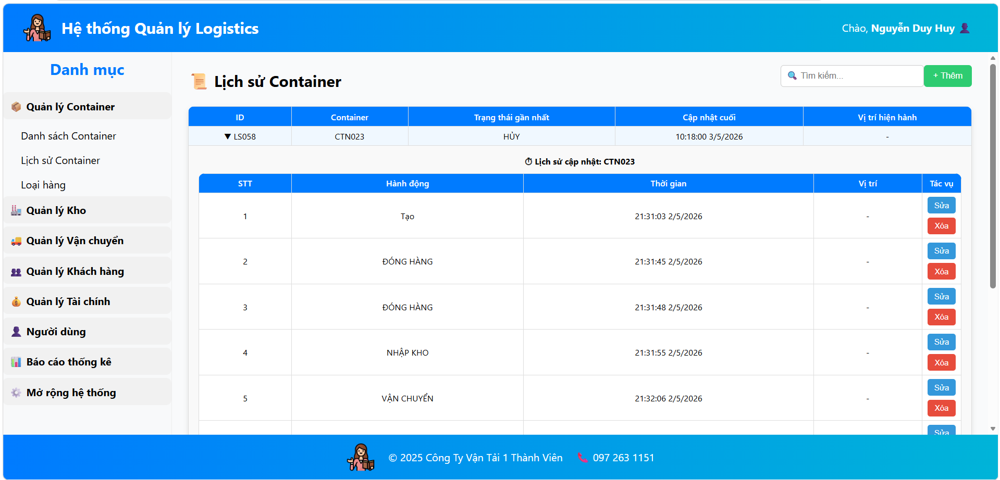 Hệ thống Quản lý Logistics
Chào, Nguyễn Duy Huy
Danh mục
Quản lý Container
Danh sách Container
Lịch sử Container
Loại hàng
Quản lý Kho
Quản lý Vận chuyển
Quản lý Khách hàng
Quản lý Tài chính
Người dùng
Báo cáo thống kê
Mở rộng hệ thống
Lịch sử Container
Tìm kiếm...
+ Thêm
ID Container Trạng thái gần nhất Cập nhật cuối Vị trí hiện hành
▼ LS058 CTN023 HỦY 10:18:00 3/5/2026 -
Lịch sử cập nhật: CTN023
STT Hành động Thời gian Vị trí Tác vụ
1 Tạo 21:31:03 2/5/2026 - Sửa
Xóa
2 ĐÓNG HÀNG 21:31:45 2/5/2026 - Sửa
Xóa
3 ĐÓNG HÀNG 21:31:48 2/5/2026 - Sửa
Xóa
4 NHẬP KHO 21:31:55 2/5/2026 - Sửa
Xóa
5 VẬN CHUYỂN 21:32:06 2/5/2026 - Sửa
Xóa
Sửa
© 2025 Công Ty Vận Tải 1 Thành Viên
097 263 1151